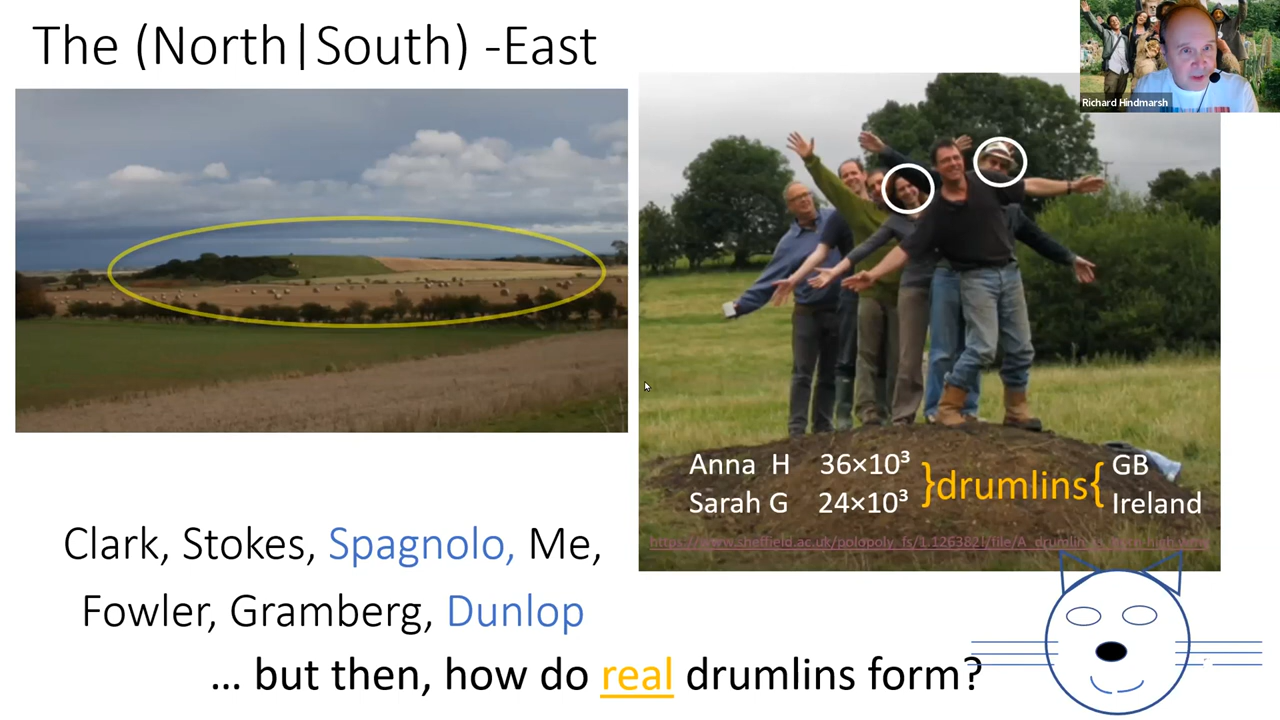 The (North|South) -East
Richard Hindmarsh
Anna H 36×10³ }drumlins{ GB
Sarah G 24×10³ Ireland
Clark, Stokes, Spagnolo, Me,
Fowler, Gramberg, Dunlop
... but then, how do real drumlins form?